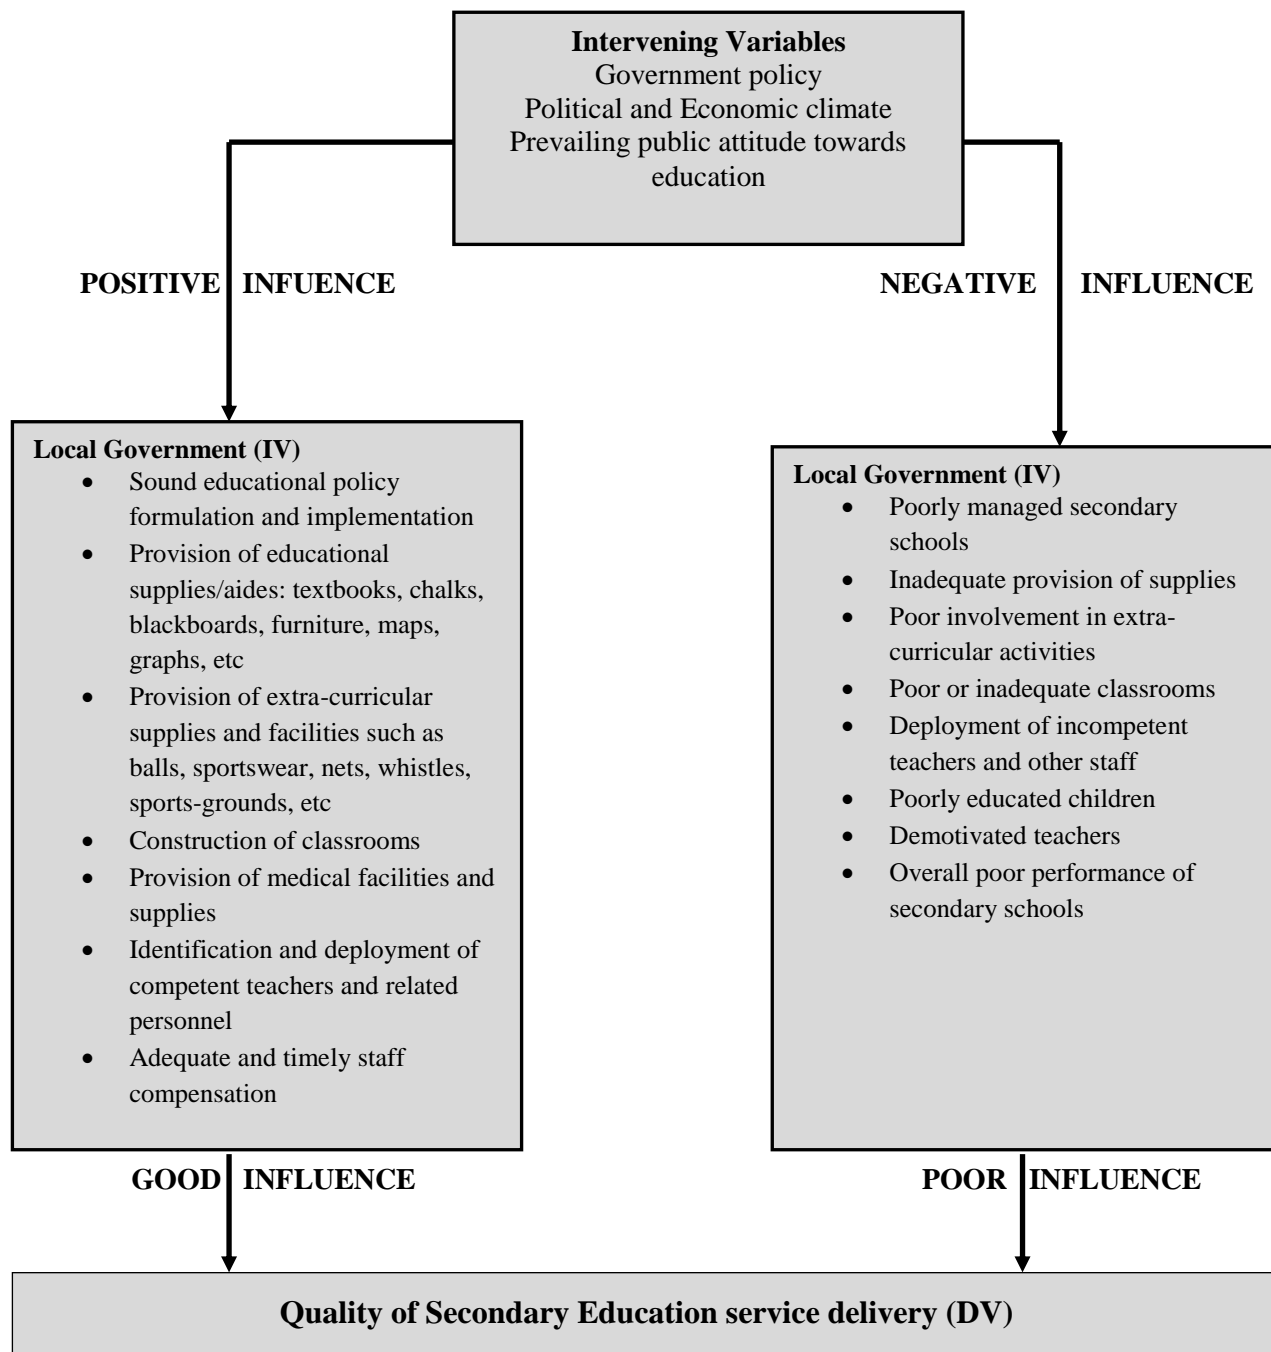 Intervening Variables
Government policy
Political and Economic climate
Prevailing public attitude towards
education
POSITIVE INFUENCE
NEGATIVE INFLUENCE
Local Government (IV)
• Sound educational policy
formulation and implementation
• Provision of educational
supplies/aides: textbooks, chalks,
blackboards, furniture, maps,
graphs, etc
• Provision of extra-curricular
supplies and facilities such as
balls, sportswear, nets, whistles,
sports-grounds, etc
• Construction of classrooms
• Provision of medical facilities and
supplies
• Identification and deployment of
competent teachers and related
personnel
• Adequate and timely staff
compensation
Local Government (IV)
• Poorly managed secondary
schools
• Inadequate provision of supplies
• Poor involvement in extra-
curricular activities
• Poor or inadequate classrooms
• Deployment of incompetent
teachers and other staff
• Poorly educated children
• Demotivated teachers
• Overall poor performance of
secondary schools
GOOD INFLUENCE
POOR INFLUENCE
Quality of Secondary Education service delivery (DV)